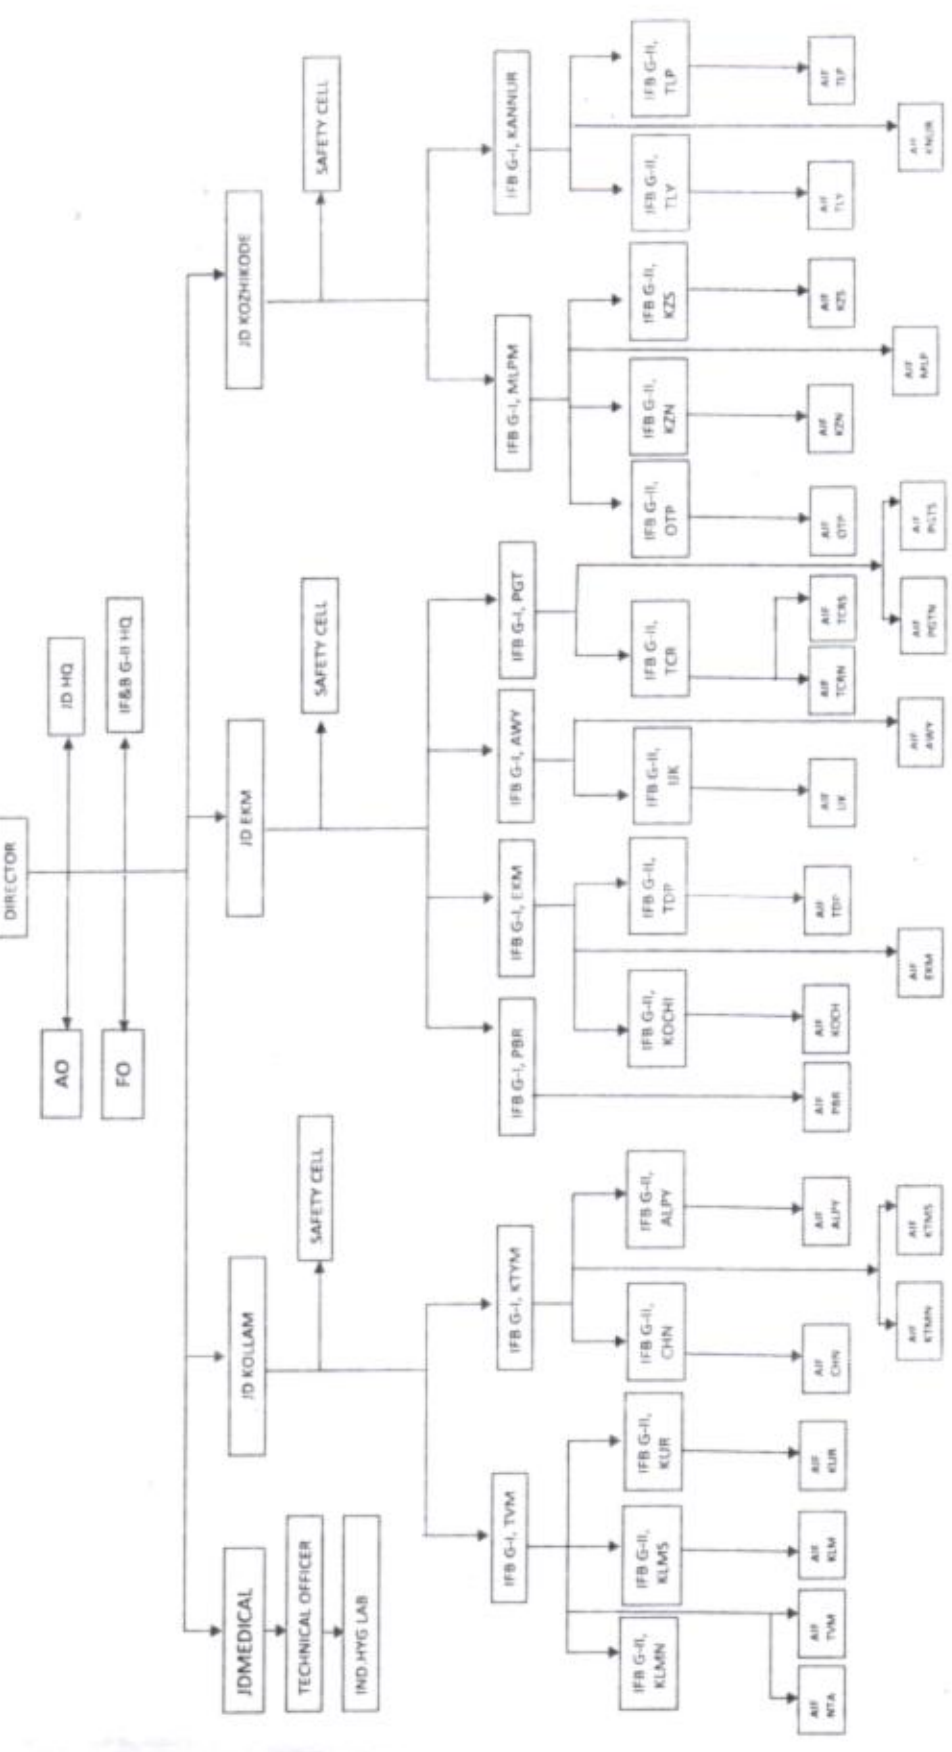 DIRECTOR
AO
JD HQ
FO
IF&B G-II HQ
JDMEDICAL
JD KOLLAM
JD EKM
JD KOZHIKODE
TECHNICAL OFFICER
IND.HYG LAB
SAFETY CELL
SAFETY CELL
SAFETY CELL
IFB G-I, TVM
IFB G-I, KTYM
IFB G-I, PBR
IFB G-I, EKM
IFB G-I, AWY
IFB G-I, PGT
IFB G-I, MLPM
IFB G-I, KANNUR
IFB G-II,
KLMN
IFB G-II,
KLMS
IFB G-II,
KUR
IFB G-II,
CHN
IFB G-II,
ALPY
IFB G-II,
KOCHI
IFB G-II,
TDP
IFB G-II,
IJK
IFB G-II,
TCR
IFB G-II,
OTP
IFB G-II,
KZN
IFB G-II,
KZS
IFB G-II,
TLY
IFB G-II,
TLP
AIF
NTA
AIF
TVM
AIF
KLM
AIF
KUR
AIF
CHN
AIF
ALPY
AIF
PBR
AIF
KOCH
AIF
TDP
AIF
IJK
AIF
TCRN
AIF
TCRS
AIF
OTP
AIF
KZN
AIF
KZS
AIF
TLY
AIF
TLP
AIF
KTMN
AIF
KTMS
AIF
EKM
AIF
AWY
AIF
PGTN
AIF
PGTS
AIF
MLP
AIF
KNUR